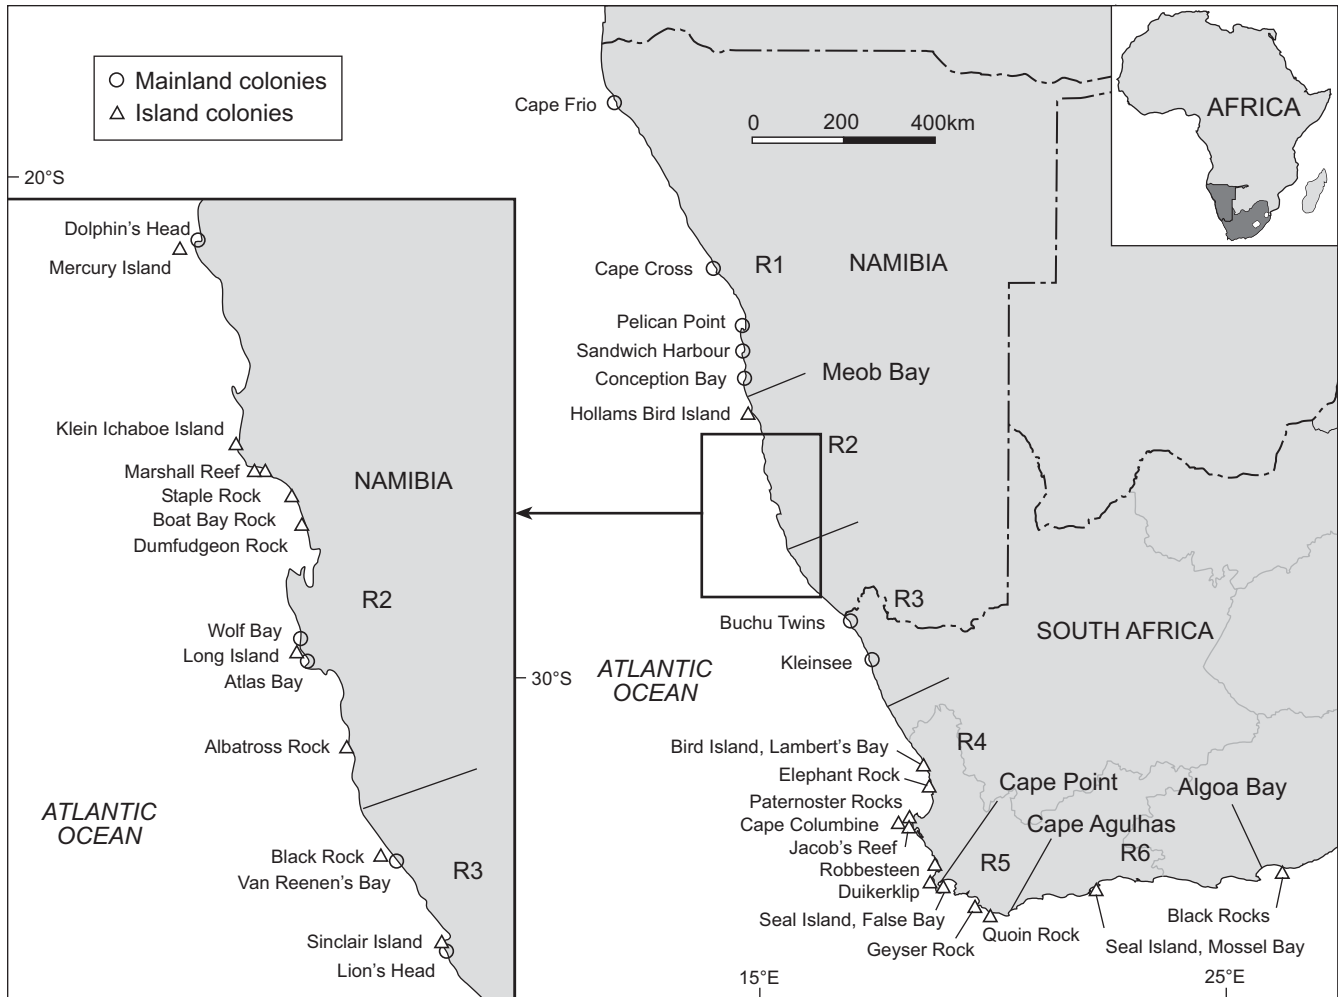 Mainland colonies
Island colonies
AFRICA
Cape Frio
0 200 400km
20°S
Dolphin's Head
Mercury Island
Cape Cross
R1
NAMIBIA
Pelican Point
Sandwich Harbour
Conception Bay
Meob Bay
Hollams Bird Island
Klein Ichaboe Island
R2
Marshall Reef
NAMIBIA
Staple Rock
Boat Bay Rock
Dumfudgeon Rock
R2
R3
Buchu Twins
SOUTH AFRICA
Wolf Bay
Long Island
Atlas Bay
Kleinsee
30°S
ATLANTIC
OCEAN
Albatross Rock
Bird Island, Lambert's Bay
R4
Elephant Rock
Cape Point
Algoa Bay
Paternoster Rocks
Cape Columbine
Cape Agulhas
Jacob's Reef
ATLANTIC
OCEAN
Black Rock
Van Reenen's Bay
R3
Robbesteen
R5
R6
Duikerklip
Seal Island, False Bay
Black Rocks
Geyser Rock
Quoin Rock
Seal Island, Mossel Bay
Sinclair Island
Lion's Head
15°E
25°E